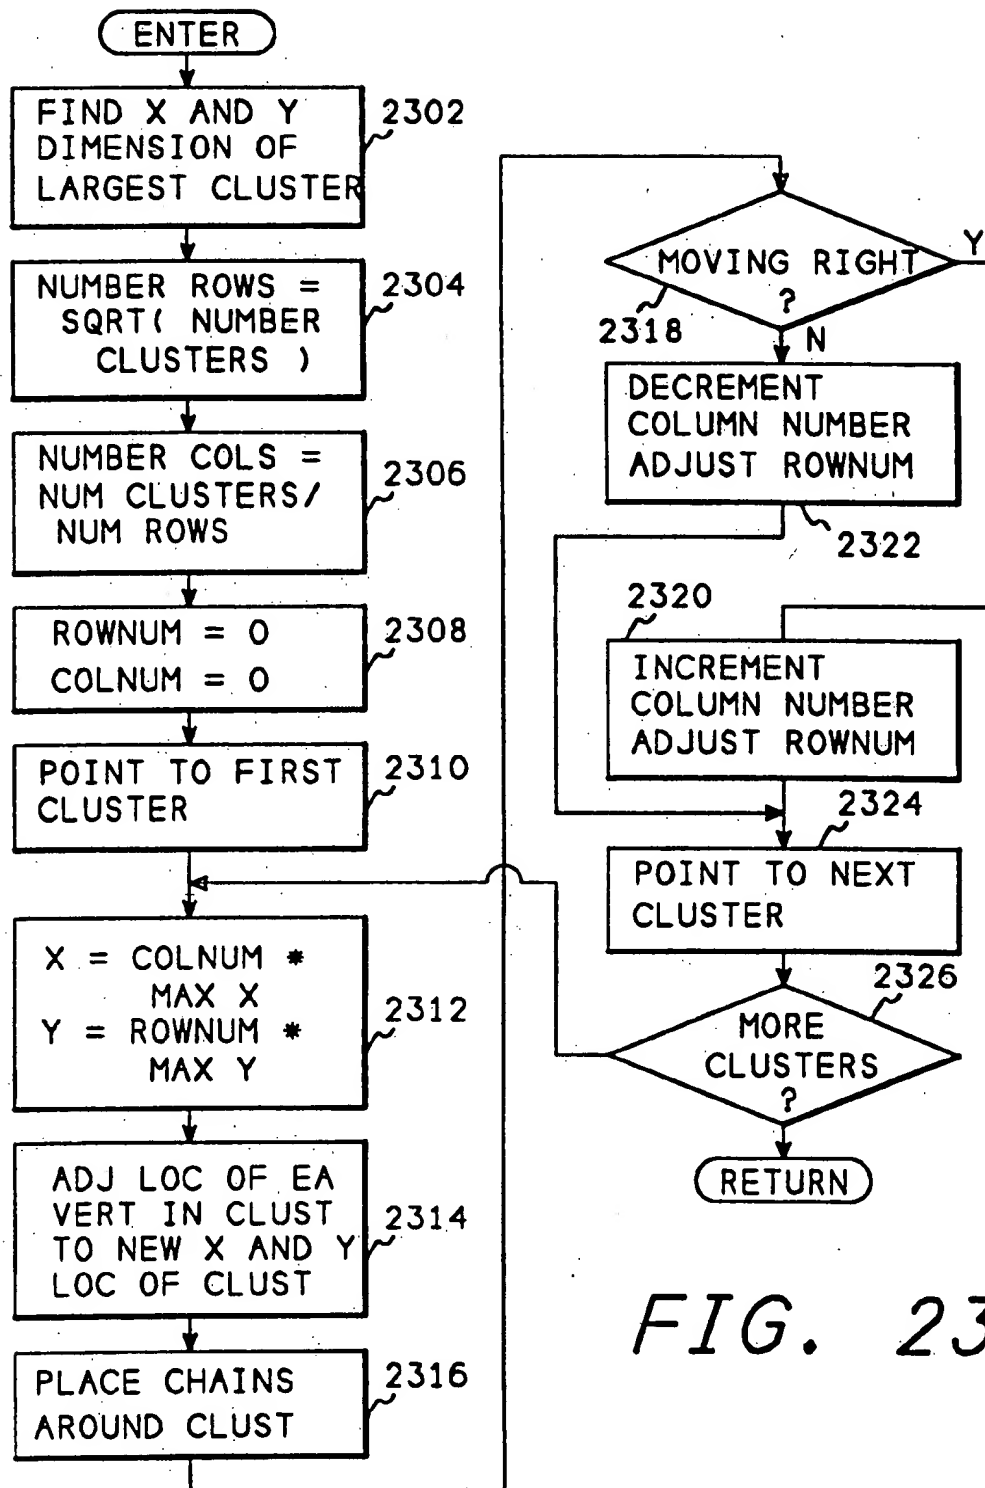 ENTER
FIND X AND Y
DIMENSION OF
LARGEST CLUSTER
2302
NUMBER ROWS =
SQRT( NUMBER
CLUSTERS )
2304
NUMBER COLS =
NUM CLUSTERS/
NUM ROWS
2306
ROWNUM = 0
COLNUM = 0
2308
POINT TO FIRST
CLUSTER
2310
X = COLNUM *
MAX X
Y = ROWNUM *
MAX Y
2312
ADJ LOC OF EA
VERT IN CLUST
TO NEW X AND Y
LOC OF CLUST
2314
PLACE CHAINS
AROUND CLUST
2316
MOVING RIGHT
?
Y
2318
N
DECREMENT
COLUMN NUMBER
ADJUST ROWNUM
2322
2320
INCREMENT
COLUMN NUMBER
ADJUST ROWNUM
2324
POINT TO NEXT
CLUSTER
2326
MORE
CLUSTERS
?
RETURN
FIG. 23